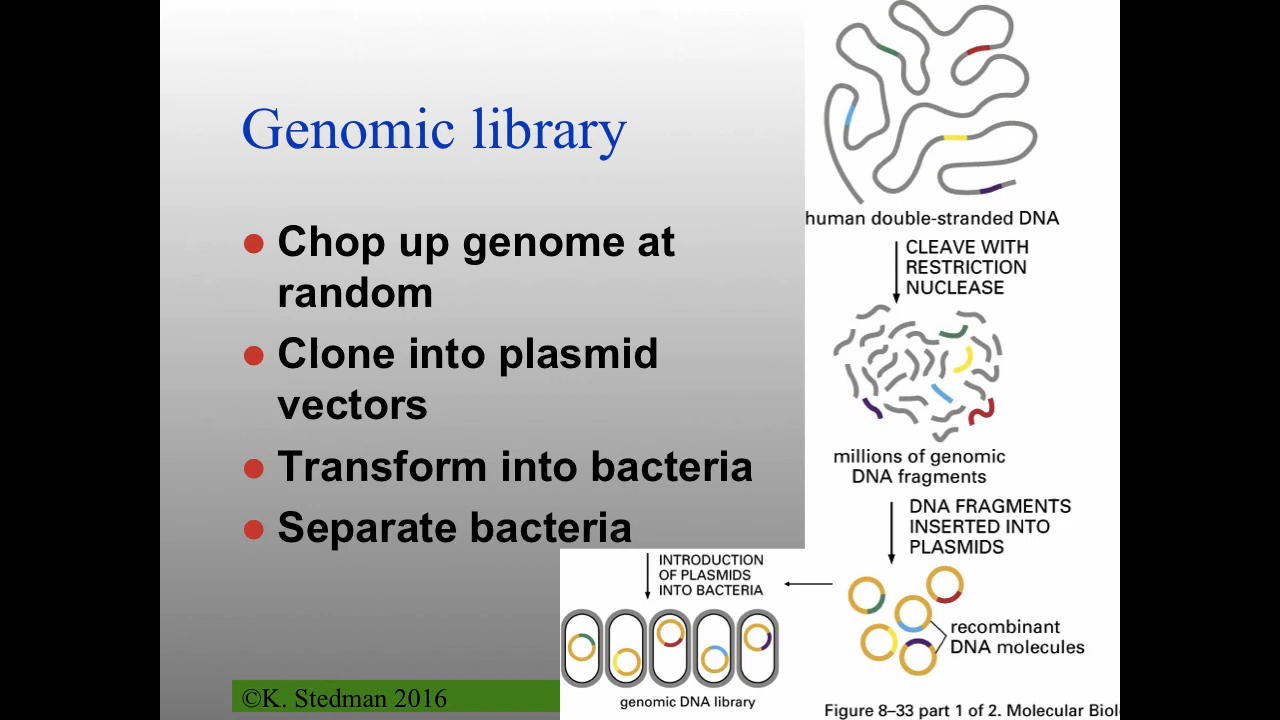 Genomic library
Chop up genome at
random
Clone into plasmid
vectors
Transform into bacteria
Separate bacteria
human double-stranded DNA
CLEAVE WITH
RESTRICTION
NUCLEASE
millions of genomic
DNA fragments
DNA FRAGMENTS
INSERTED INTO
PLASMIDS
recombinant
DNA molecules
INTRODUCTION
OF PLASMIDS
INTO BACTERIA
genomic DNA library
©K. Stedman 2016
Figure 8–33 part 1 of 2. Molecular Biol